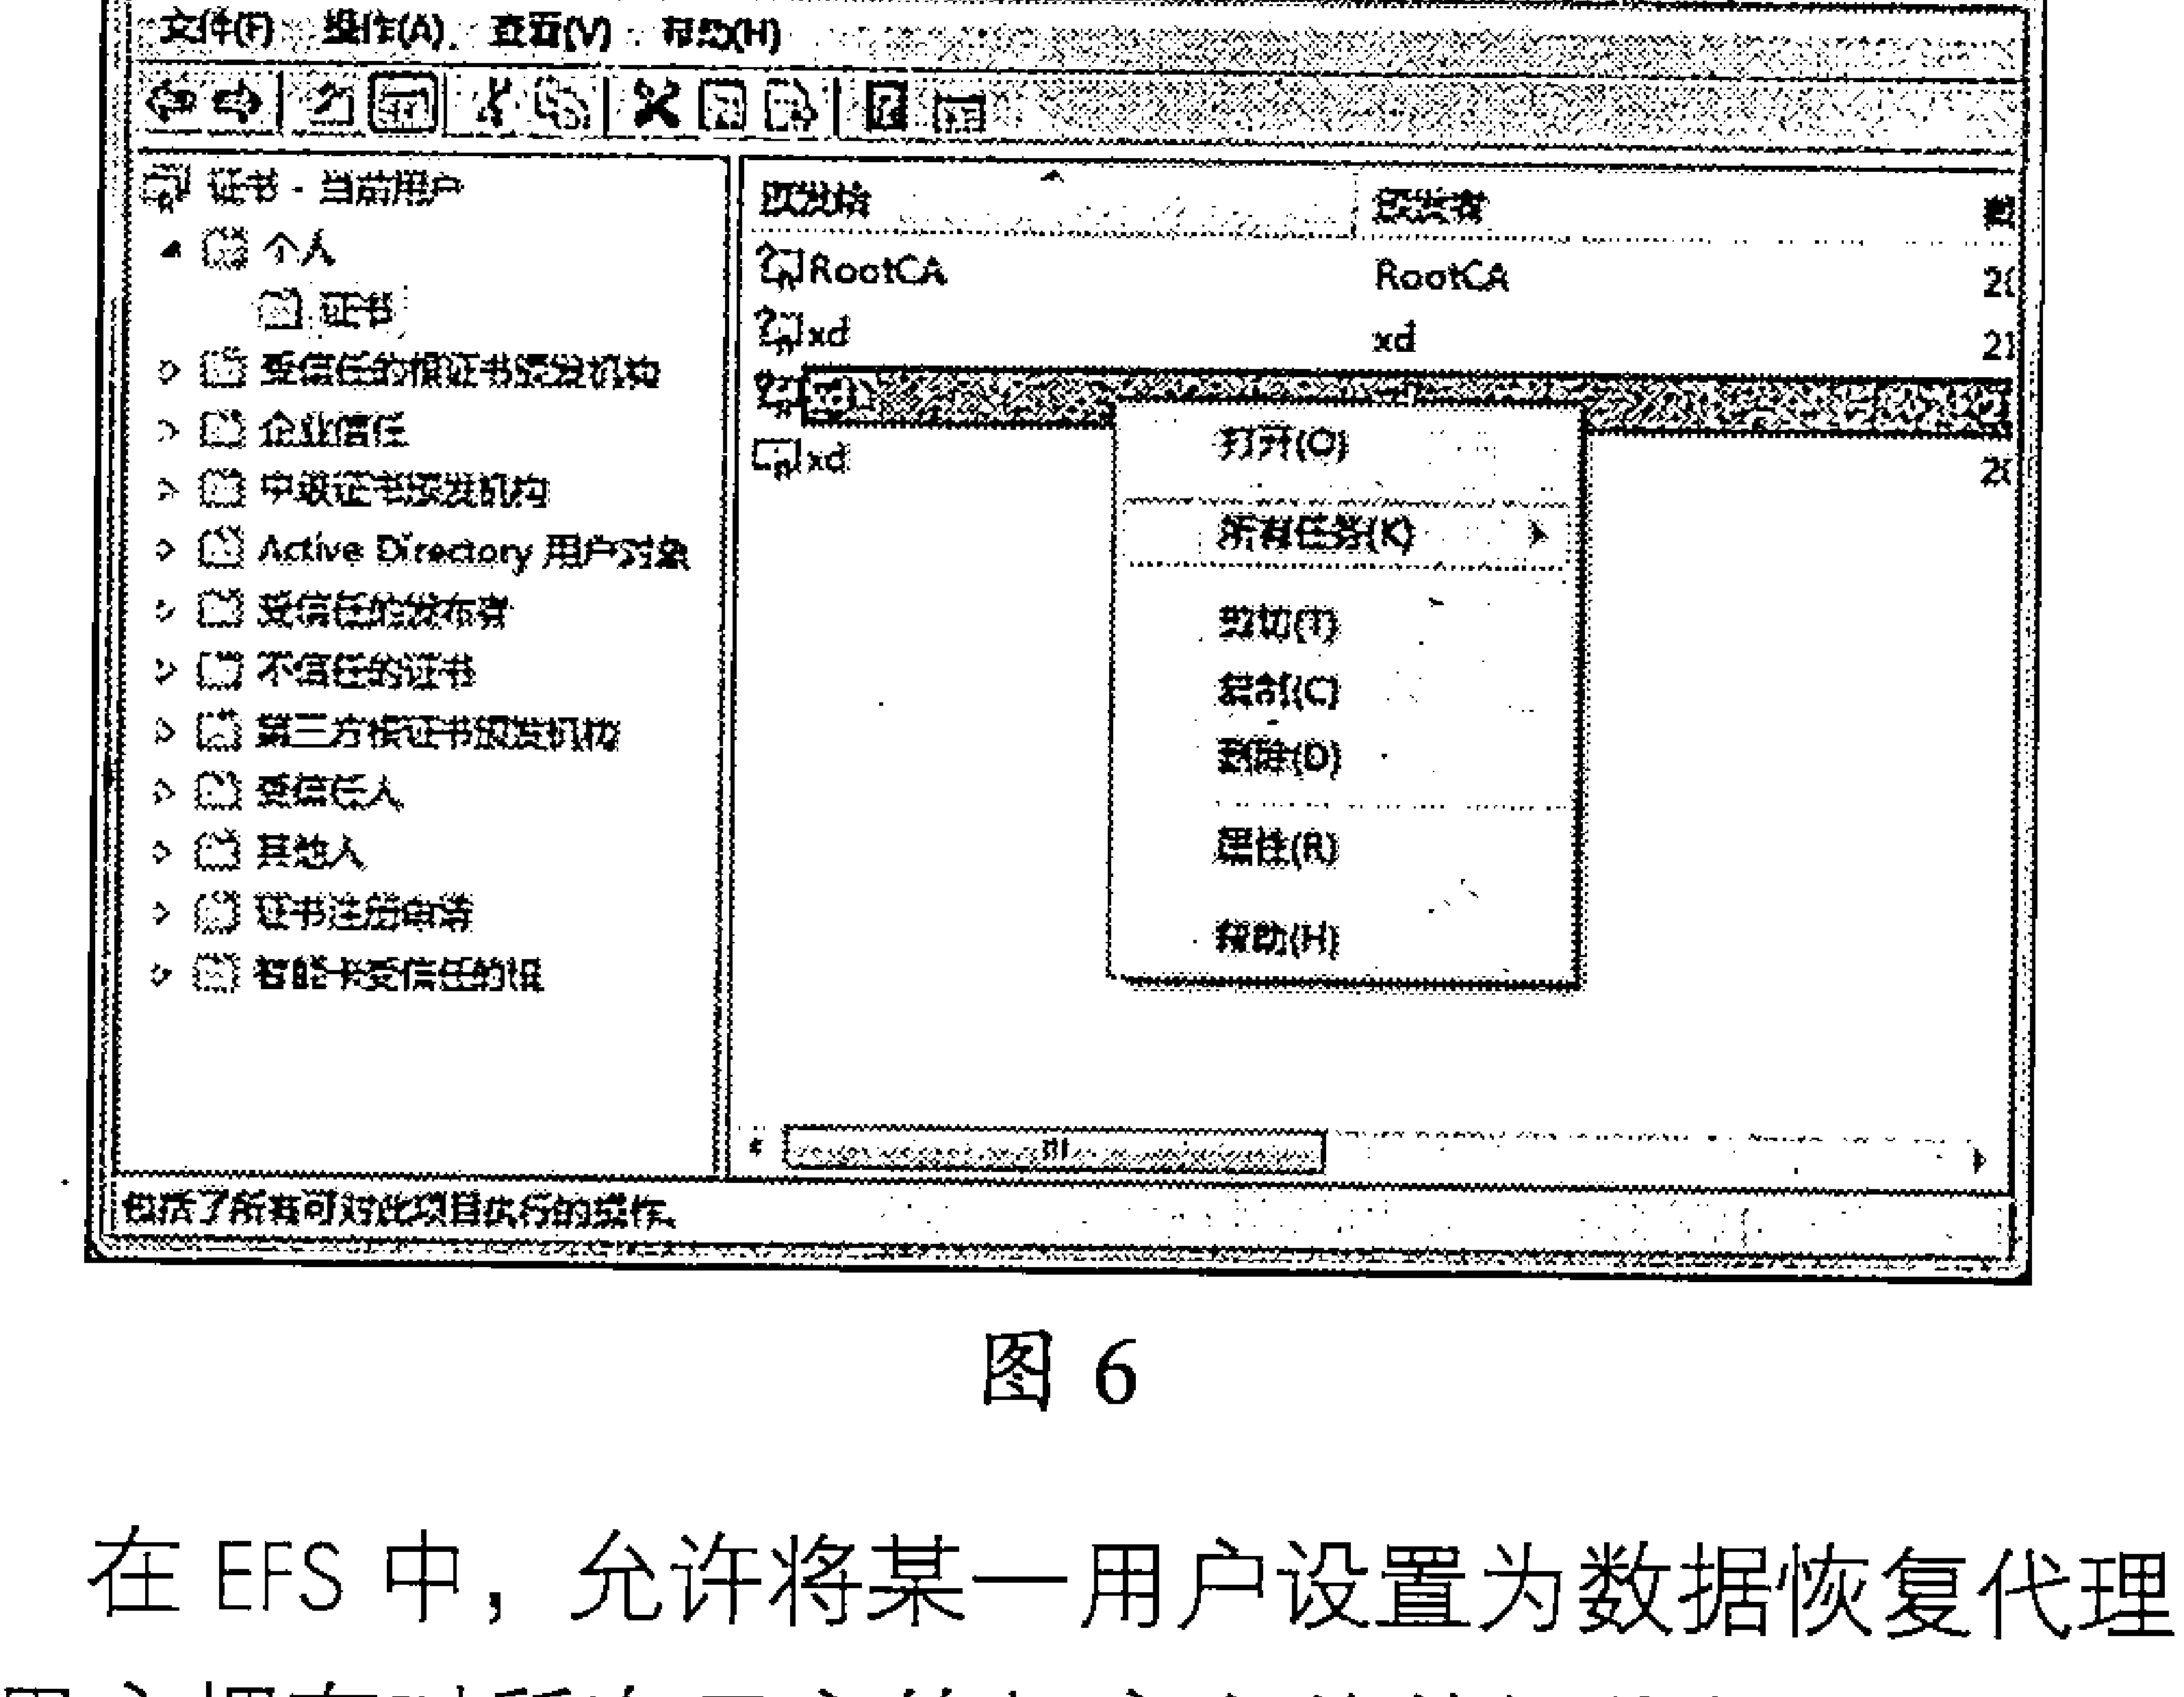 文件(F) 操作(A) 查看(V) 帮助(H)
证书 - 当前用户
个人
证书
受信任的根证书颁发机构
企业信任
中级证书颁发机构
Active Directory 用户对象
受信任的发布者
不信任的证书
第三方根证书颁发机构
受信任人
其他人
证书注册申请
智能卡受信任的根
颁发给 颁发者
RootCA RootCA 20
xd xd 21
xd 20
打开(O)
所有任务(K)
剪切(T)
复制(C)
删除(D)
属性(R)
帮助(H)
包括了所有可对此项目执行的操作。
图 6
在 EFS 中，允许将某一用户设置为数据恢复代理